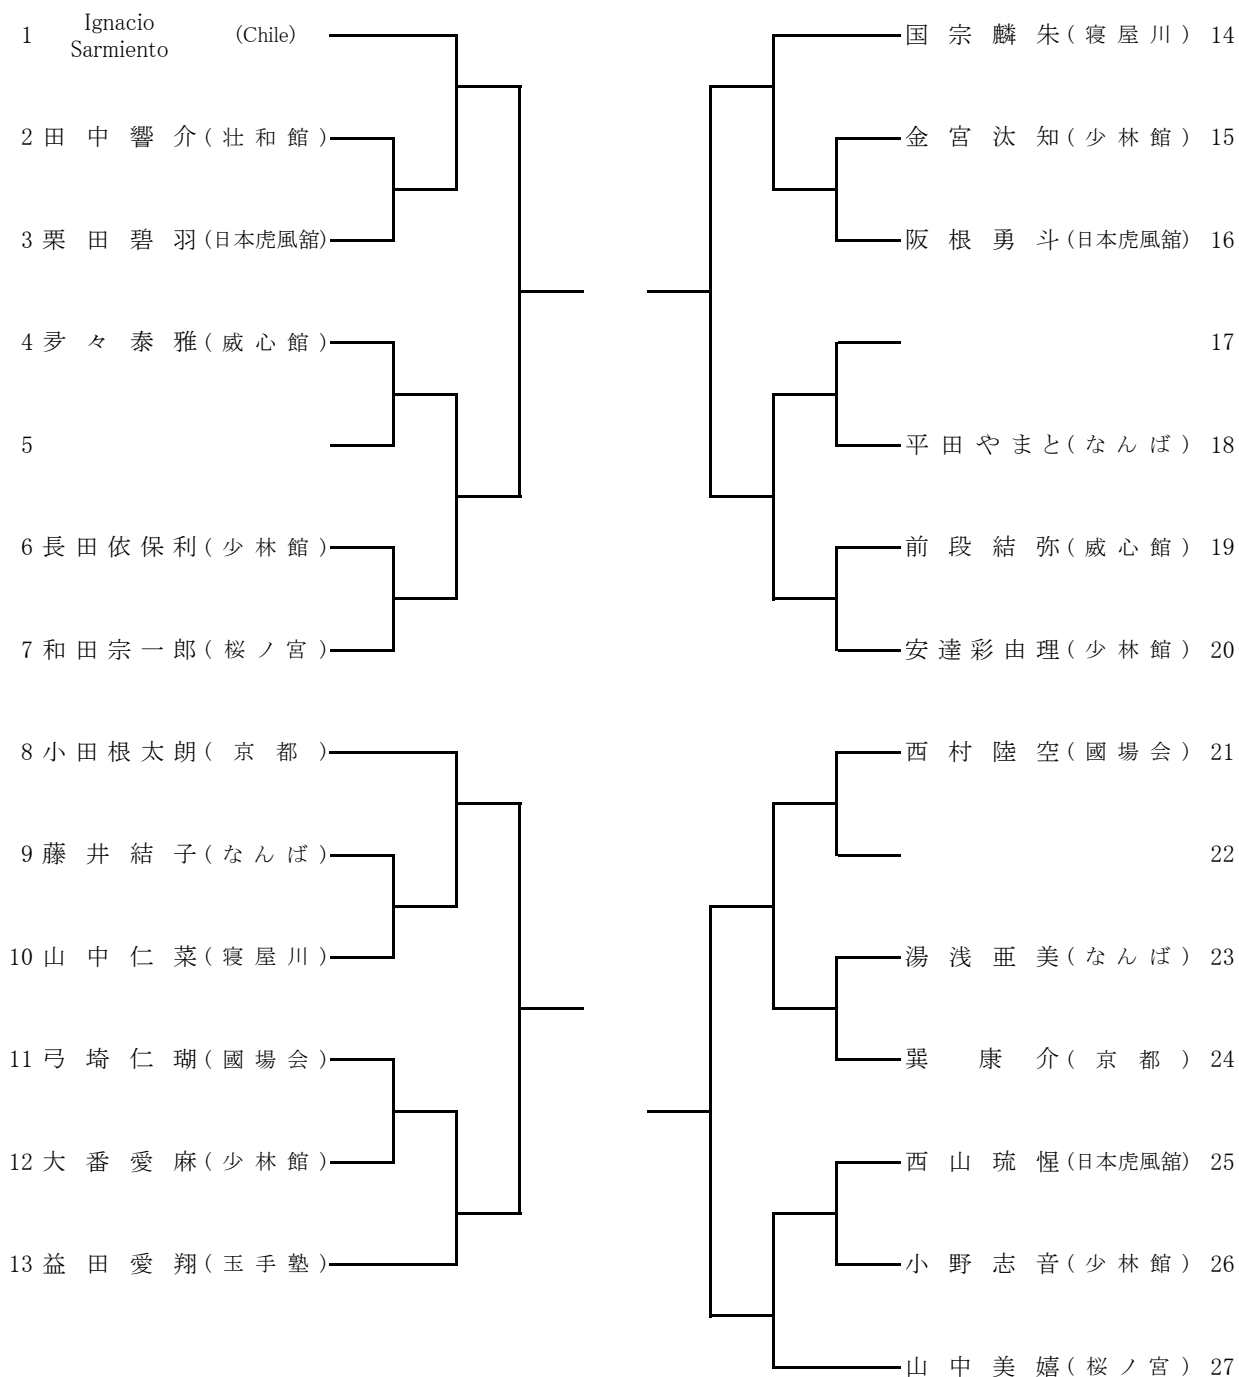 1 Ignacio Sarmiento (Chile)
2 田中響介(壮和館)
3 栗田碧羽(日本虎風舘)
4 夛々泰雅(威心館)
5
6 長田依保利(少林館)
7 和田宗一郎(桜ノ宮)
8 小田根太朗(京都)
9 藤井結子(なんば)
10 山中仁菜(寝屋川)
11 弓埼仁瑚(國場会)
12 大番愛麻(少林館)
13 益田愛翔(玉手塾)
国宗麟朱(寝屋川) 14
金宮汰知(少林館) 15
阪根勇斗(日本虎風舘) 16
17
平田やまと(なんば) 18
前段結弥(威心館) 19
安達彩由理(少林館) 20
西村陸空(國場会) 21
22
湯浅亜美(なんば) 23
巽康介(京都) 24
西山琉惺(日本虎風舘) 25
小野志音(少林館) 26
山中美嬉(桜ノ宮) 27